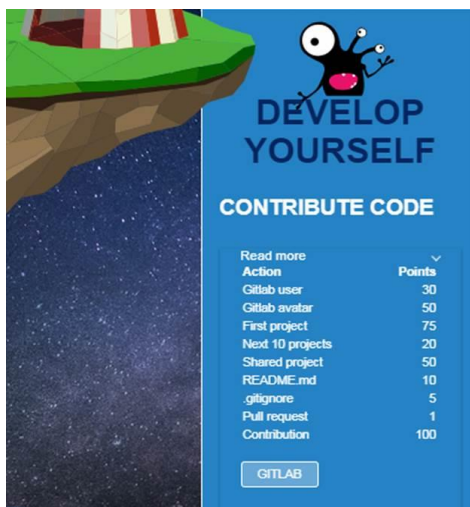 DEVELOP
YOURSELF
CONTRIBUTE CODE
Read more
Action Points
Gitlab user 30
Gitlab avatar 50
First project 75
Next 10 projects 20
Shared project 50
README.md 10
.gitignore 5
Pull request 1
Contribution 100
GITLAB